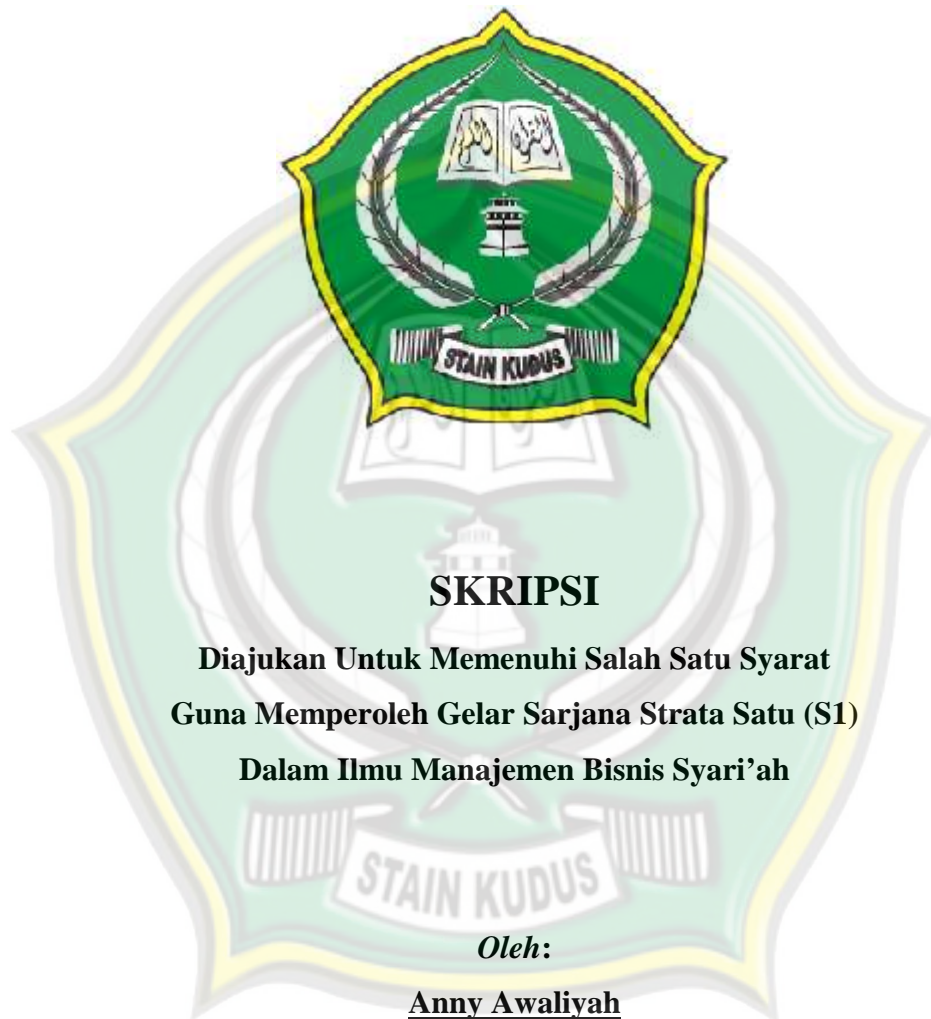 STAIN KUDUS
SKRIPSI
Diajukan Untuk Memenuhi Salah Satu Syarat
Guna Memperoleh Gelar Sarjana Strata Satu (S1)
Dalam Ilmu Manajemen Bisnis Syari’ah
STAIN KUDUS
Oleh:
Anny Awaliyah